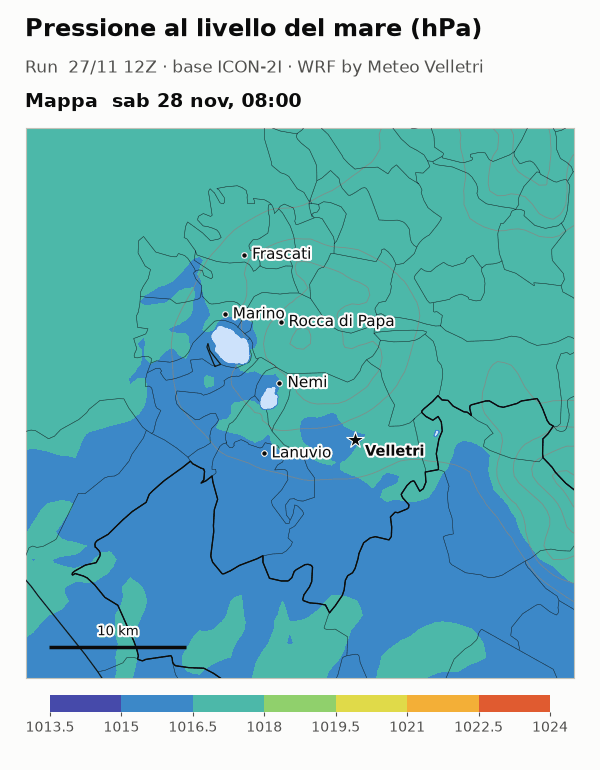 Pressione al livello del mare (hPa)
Run  27/11 12Z · base ICON-2I · WRF by Meteo Velletri
Mappa  sab 28 nov, 08:00
Frascati
Marino
Rocca di Papa
Nemi
Velletri
Lanuvio
10 km
1013.5 1015 1016.5 1018 1019.5 1021 1022.5 1024